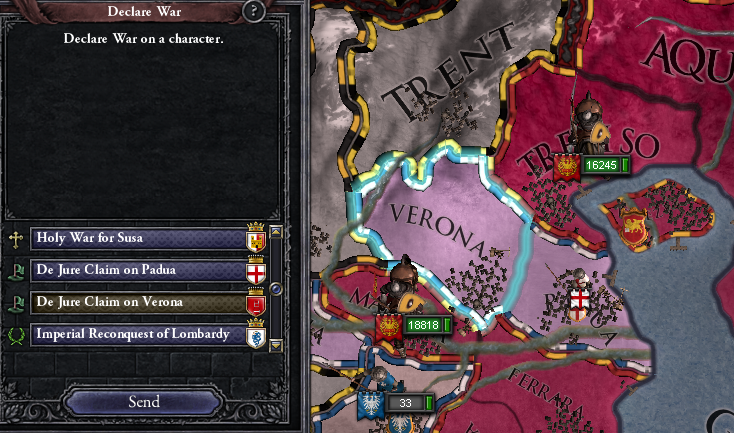 Declare War
?
Declare War on a character.
Holy War for Susa
De Jure Claim on Padua
De Jure Claim on Verona
Imperial Reconquest of Lombardy
Send
TRENT
AQU
16245
VERONA
18818
33
FERRARA